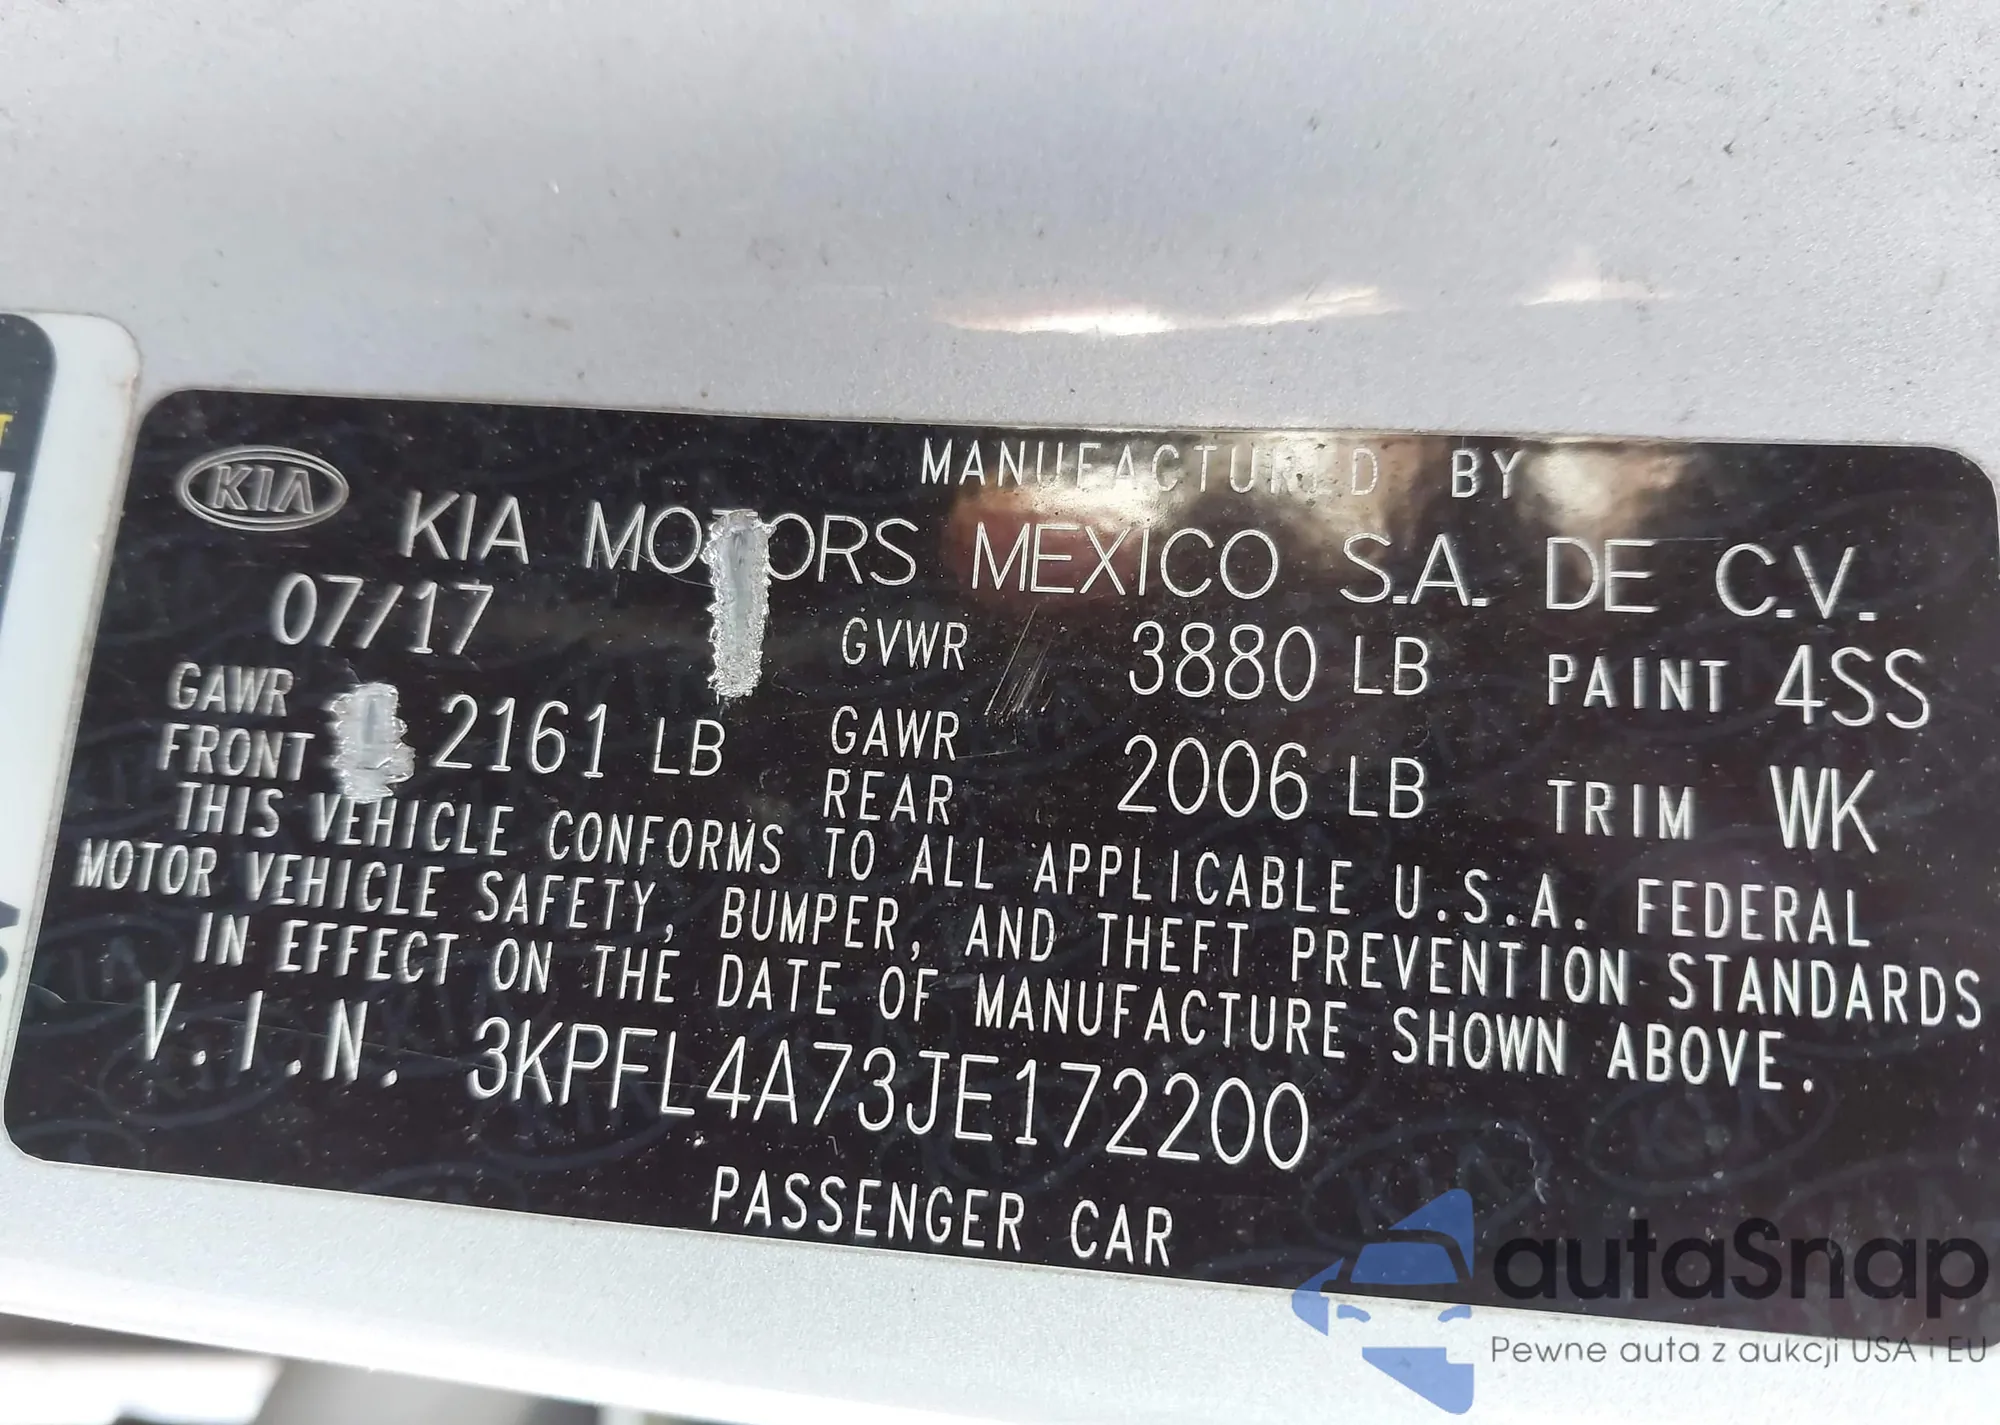 KIA
MANUFACTURED BY
KIA MOTORS MEXICO S.A. DE C.V.
07/17 GVWR 3880 LB PAINT 4SS
GAWR FRONT 2161 LB GAWR REAR 2006 LB TRIM WK
THIS VEHICLE CONFORMS TO ALL APPLICABLE U.S.A. FEDERAL
MOTOR VEHICLE SAFETY, BUMPER, AND THEFT PREVENTION STANDARDS
IN EFFECT ON THE DATE OF MANUFACTURE SHOWN ABOVE.
V.I.N. 3KPFL4A73JE172200
PASSENGER CAR
autaSnap
Pewne auta z aukcji USA i EU